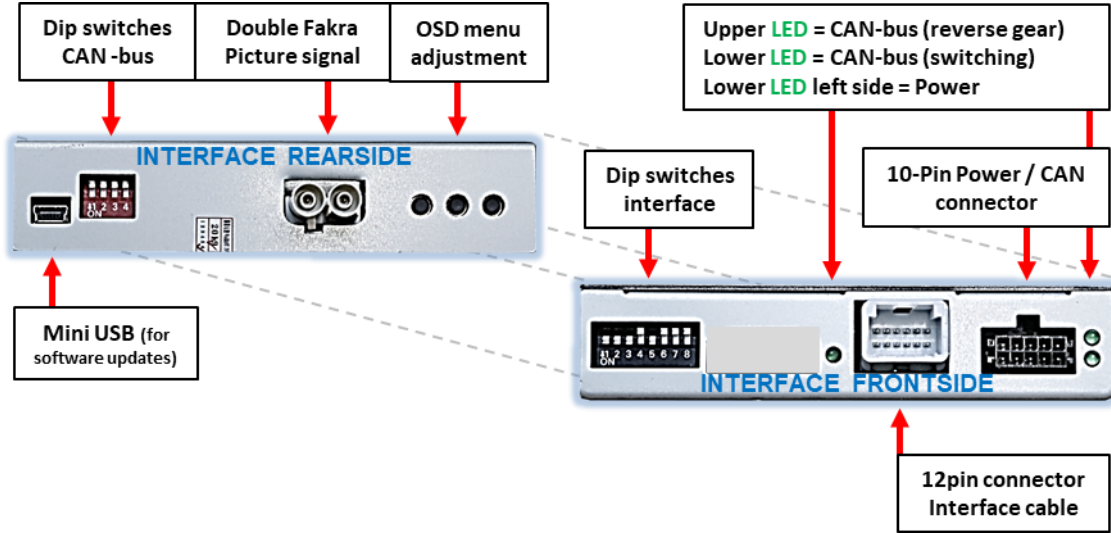 Dip switches
CAN -bus
Double Fakra
Picture signal
OSD menu
adjustment
Upper LED = CAN-bus (reverse gear)
Lower LED = CAN-bus (switching)
Lower LED left side = Power
INTERFACE REARSIDE
1 2 3 4
ON
Dip switches
interface
10-Pin Power / CAN
connector
Mini USB (for
software updates)
1 2 3 4 5 6 7 8
ON
INTERFACE FRONTSIDE
12pin connector
Interface cable